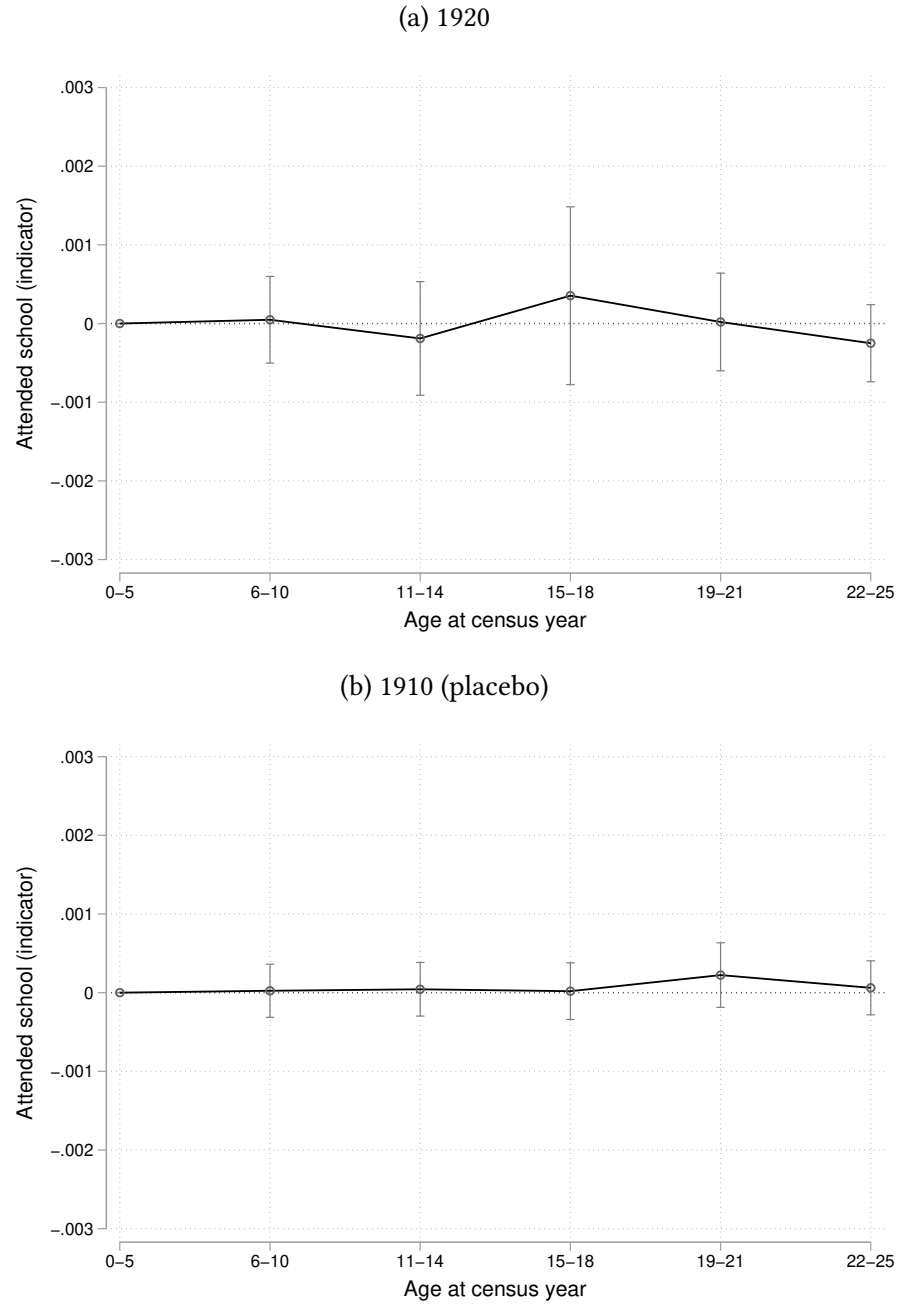 (a) 1920
.003
.002
.001
0
−.001
−.002
−.003
Attended school (indicator)
0−5 6−10 11−14 15−18 19−21 22−25
Age at census year
(b) 1910 (placebo)
.003
.002
.001
0
−.001
−.002
−.003
Attended school (indicator)
0−5 6−10 11−14 15−18 19−21 22−25
Age at census year